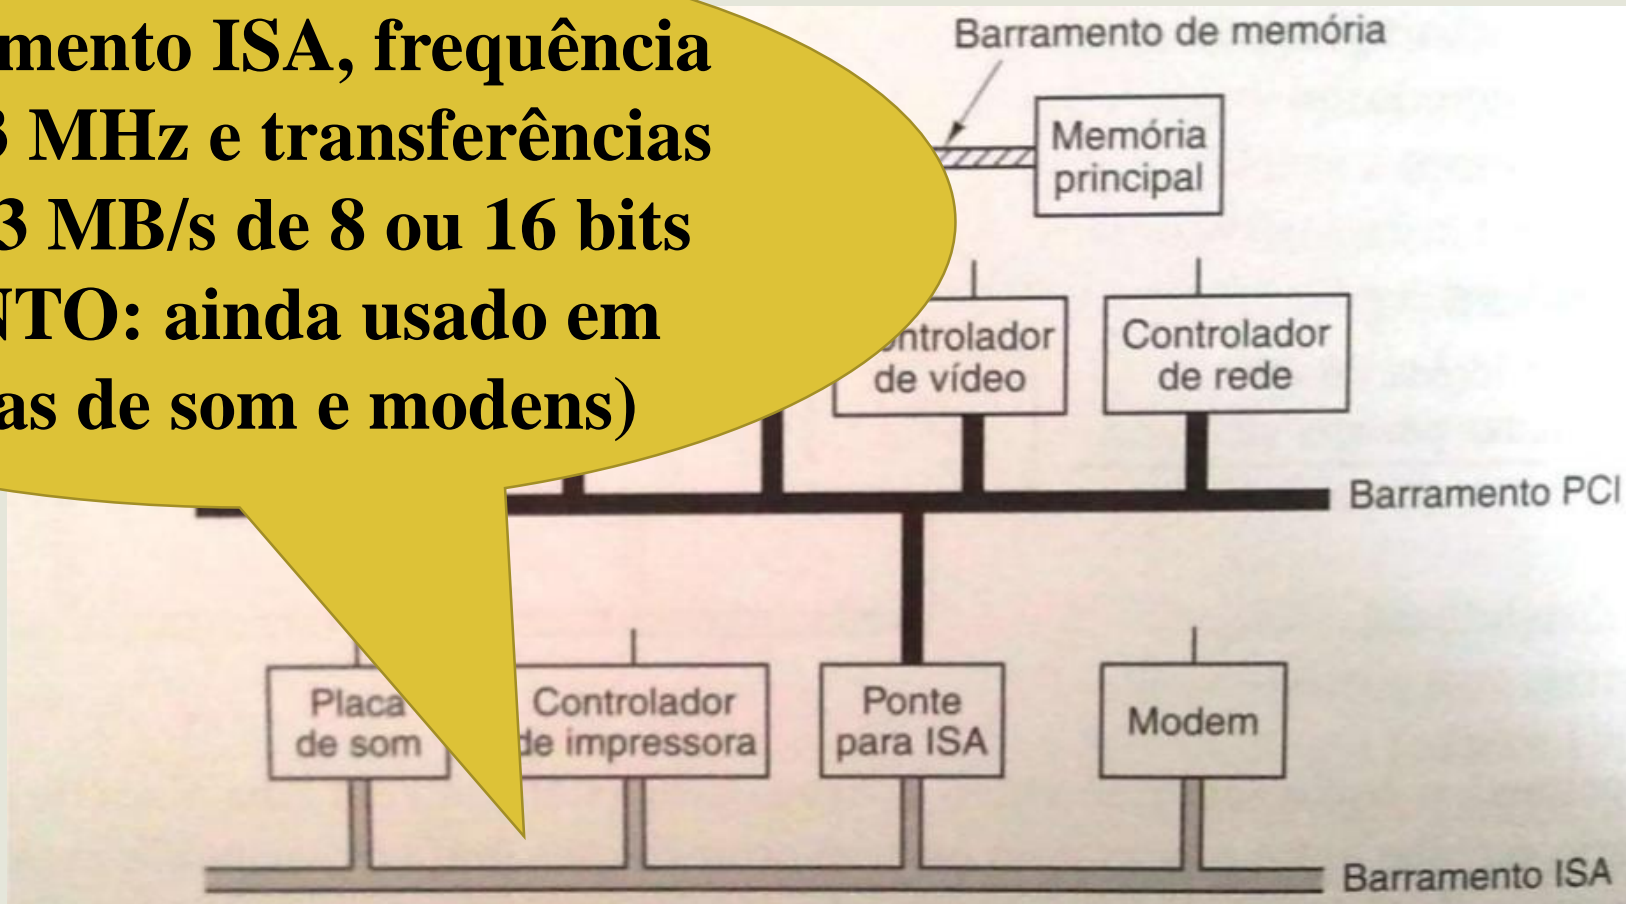 mento ISA, frequência
3 MHz e transferências
3 MB/s de 8 ou 16 bits
NTO: ainda usado em
as de som e modens)
Barramento de memória
Memória
principal
ntrolador
de vídeo
Controlador
de rede
Barramento PCI
Placa
de som
Controlador
de impressora
Ponte
para ISA
Modem
Barramento ISA